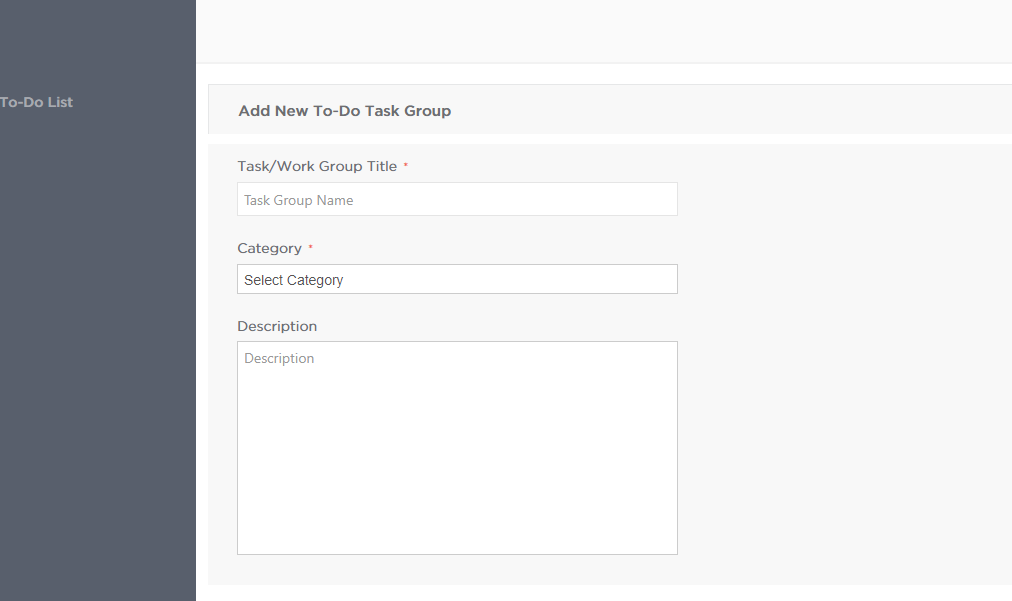 To-Do List
Add New To-Do Task Group
Task/Work Group Title *
Task Group Name
Category *
Select Category
Description
Description